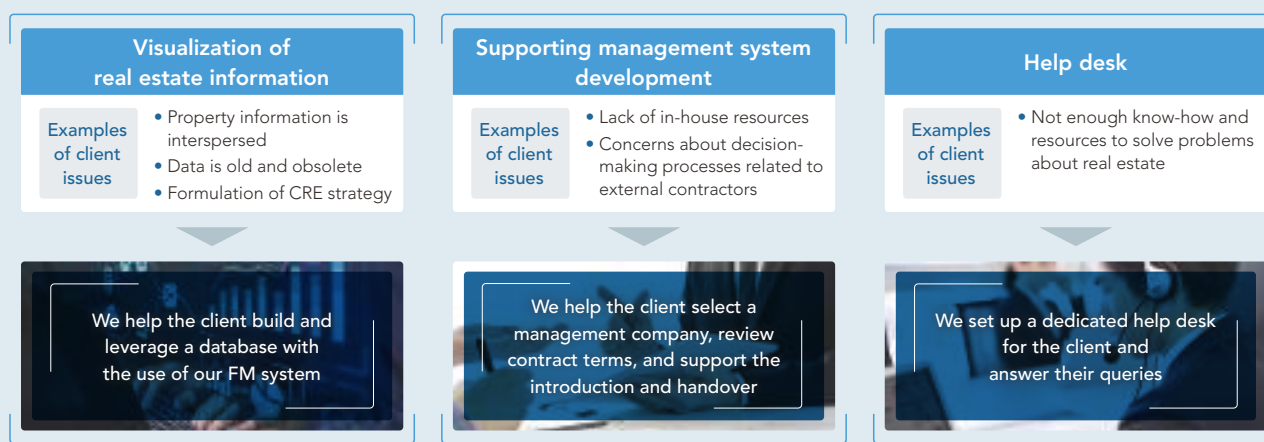 Visualization of
real estate information
Examples
of client
issues
• Property information is
interspersed
• Data is old and obsolete
• Formulation of CRE strategy
We help the client build and
leverage a database with
the use of our FM system
Supporting management system
development
Examples
of client
issues
• Lack of in-house resources
• Concerns about decision-
making processes related to
external contractors
We help the client select a
management company, review
contract terms, and support the
introduction and handover
Help desk
Examples
of client
issues
• Not enough know-how and
resources to solve problems
about real estate
We set up a dedicated help desk
for the client and
answer their queries